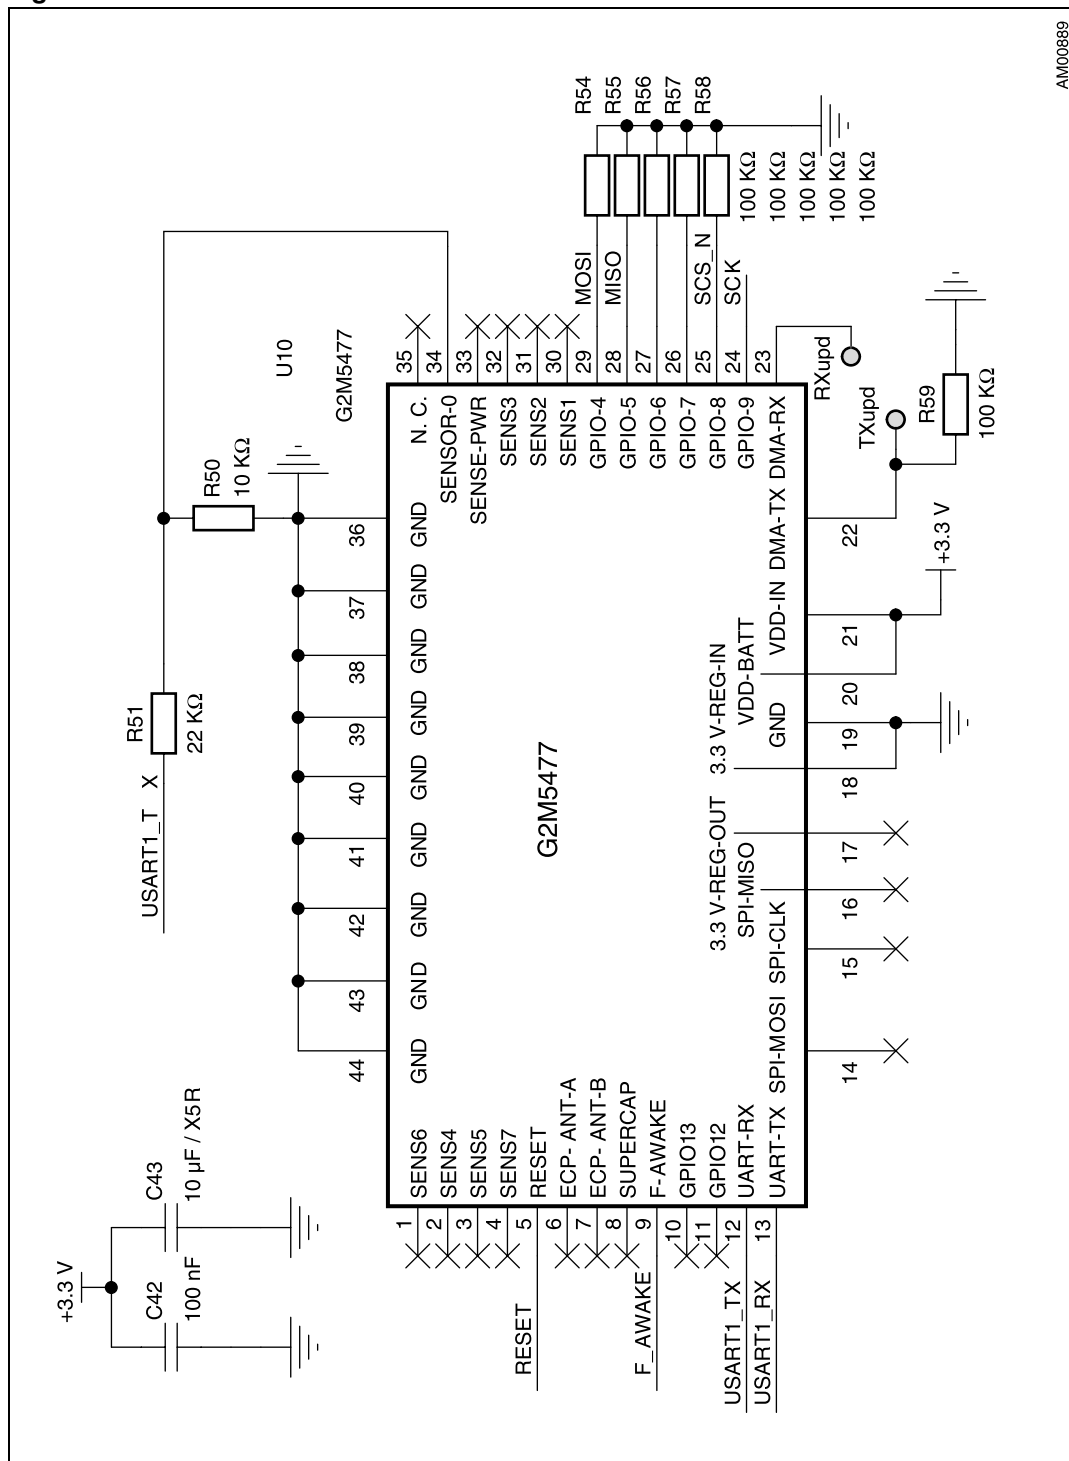 AM00889
R54
R55
R56
R57
R58
100 KΩ
100 KΩ
100 KΩ
100 KΩ
100 KΩ
MOSI
MISO
SCS_N
SCK
U10
G2M5477
35
34
33
32
31
30
29
28
27
26
25
24
23
N. C.
SENSOR-0
SENSE-PWR
SENS3
SENS2
SENS1
GPIO-4
GPIO-5
GPIO-6
GPIO-7
GPIO-8
GPIO-9
DMA-RX
RXupd
TXupd
R59
100 KΩ
R50
10 KΩ
R51
22 KΩ
USART1_T X
36
37
38
39
40
41
42
43
44
GND
GND
GND
GND
GND
GND
GND
GND
GND
G2M5477
DMA-TX
VDD-IN
VDD-BATT
GND
3.3 V-REG-IN
3.3 V-REG-OUT
SPI-MISO
SPI-CLK
SPI-MOSI
22
21
20
19
18
17
16
15
14
+3.3 V
SENS6
SENS4
SENS5
SENS7
RESET
ECP- ANT-A
ECP- ANT-B
SUPERCAP
F-AWAKE
GPIO13
GPIO12
UART-RX
UART-TX
1
2
3
4
5
6
7
8
9
10
11
12
13
RESET
F_AWAKE
USART1_TX
USART1_RX
+3.3 V
C43
10 µF / X5R
C42
100 nF